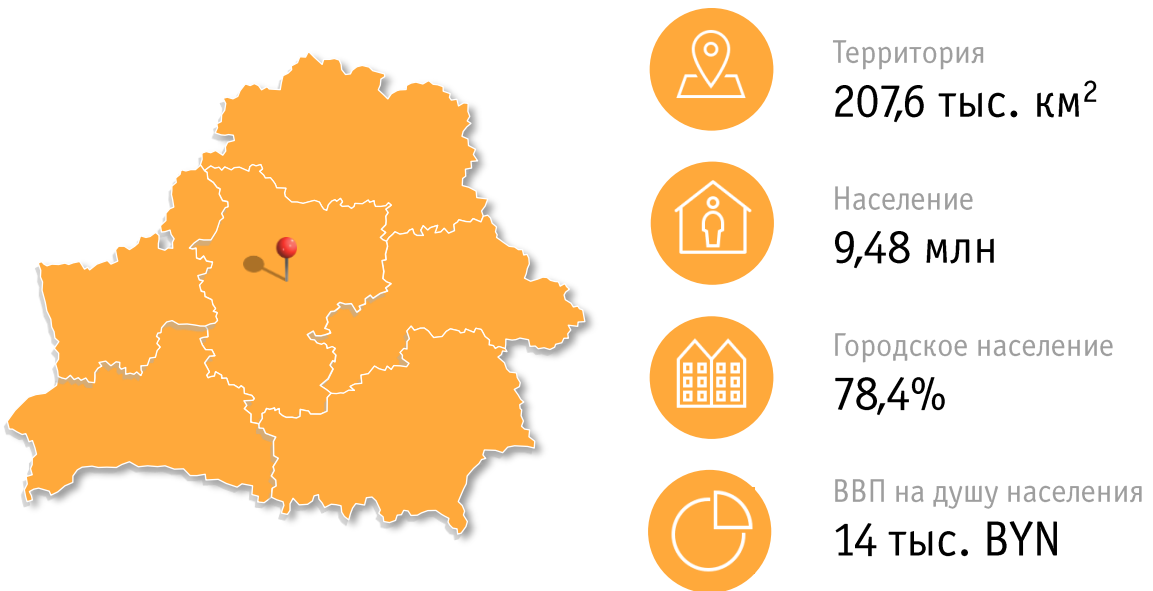 Территория
207,6 тыс. км²
Население
9,48 млн
Городское население
78,4%
ВВП на душу населения
14 тыс. BYN